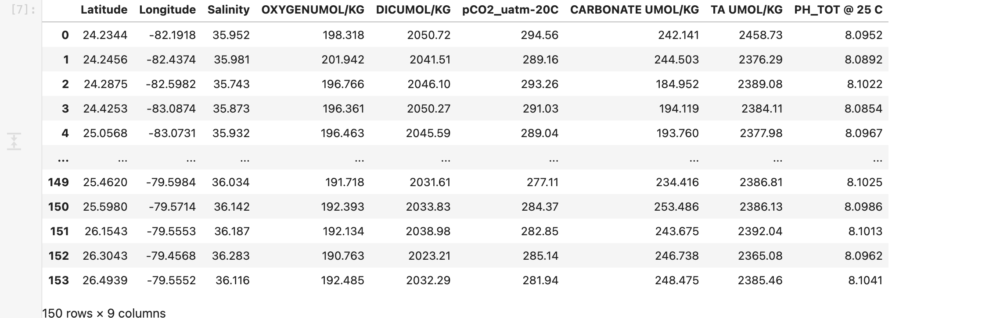 [7]: Latitude Longitude Salinity OXYGENUMOL/KG DICUMOL/KG pCO2_uatm-20C CARBONATE UMOL/KG TA UMOL/KG PH_TOT @ 25 C
0 24.2344 -82.1918 35.952 198.318 2050.72 294.56 242.141 2458.73 8.0952
1 24.2456 -82.4374 35.981 201.942 2041.51 289.16 244.503 2376.29 8.0892
2 24.2875 -82.5982 35.743 196.766 2046.10 293.26 184.952 2389.08 8.1022
3 24.4253 -83.0874 35.873 196.361 2050.27 291.03 194.119 2384.11 8.0854
4 25.0568 -83.0731 35.932 196.463 2045.59 289.04 193.760 2377.98 8.0967
... ... ... ... ... ... ... ... ... ...
149 25.4620 -79.5984 36.034 191.718 2031.61 277.11 234.416 2386.81 8.1025
150 25.5980 -79.5714 36.142 192.393 2033.83 284.37 253.486 2386.13 8.0986
151 26.1543 -79.5553 36.187 192.134 2038.98 282.85 243.675 2392.04 8.1013
152 26.3043 -79.4568 36.283 190.763 2023.21 285.14 246.738 2365.08 8.0962
153 26.4939 -79.5552 36.116 192.485 2032.29 281.94 248.475 2385.46 8.1041
150 rows × 9 columns